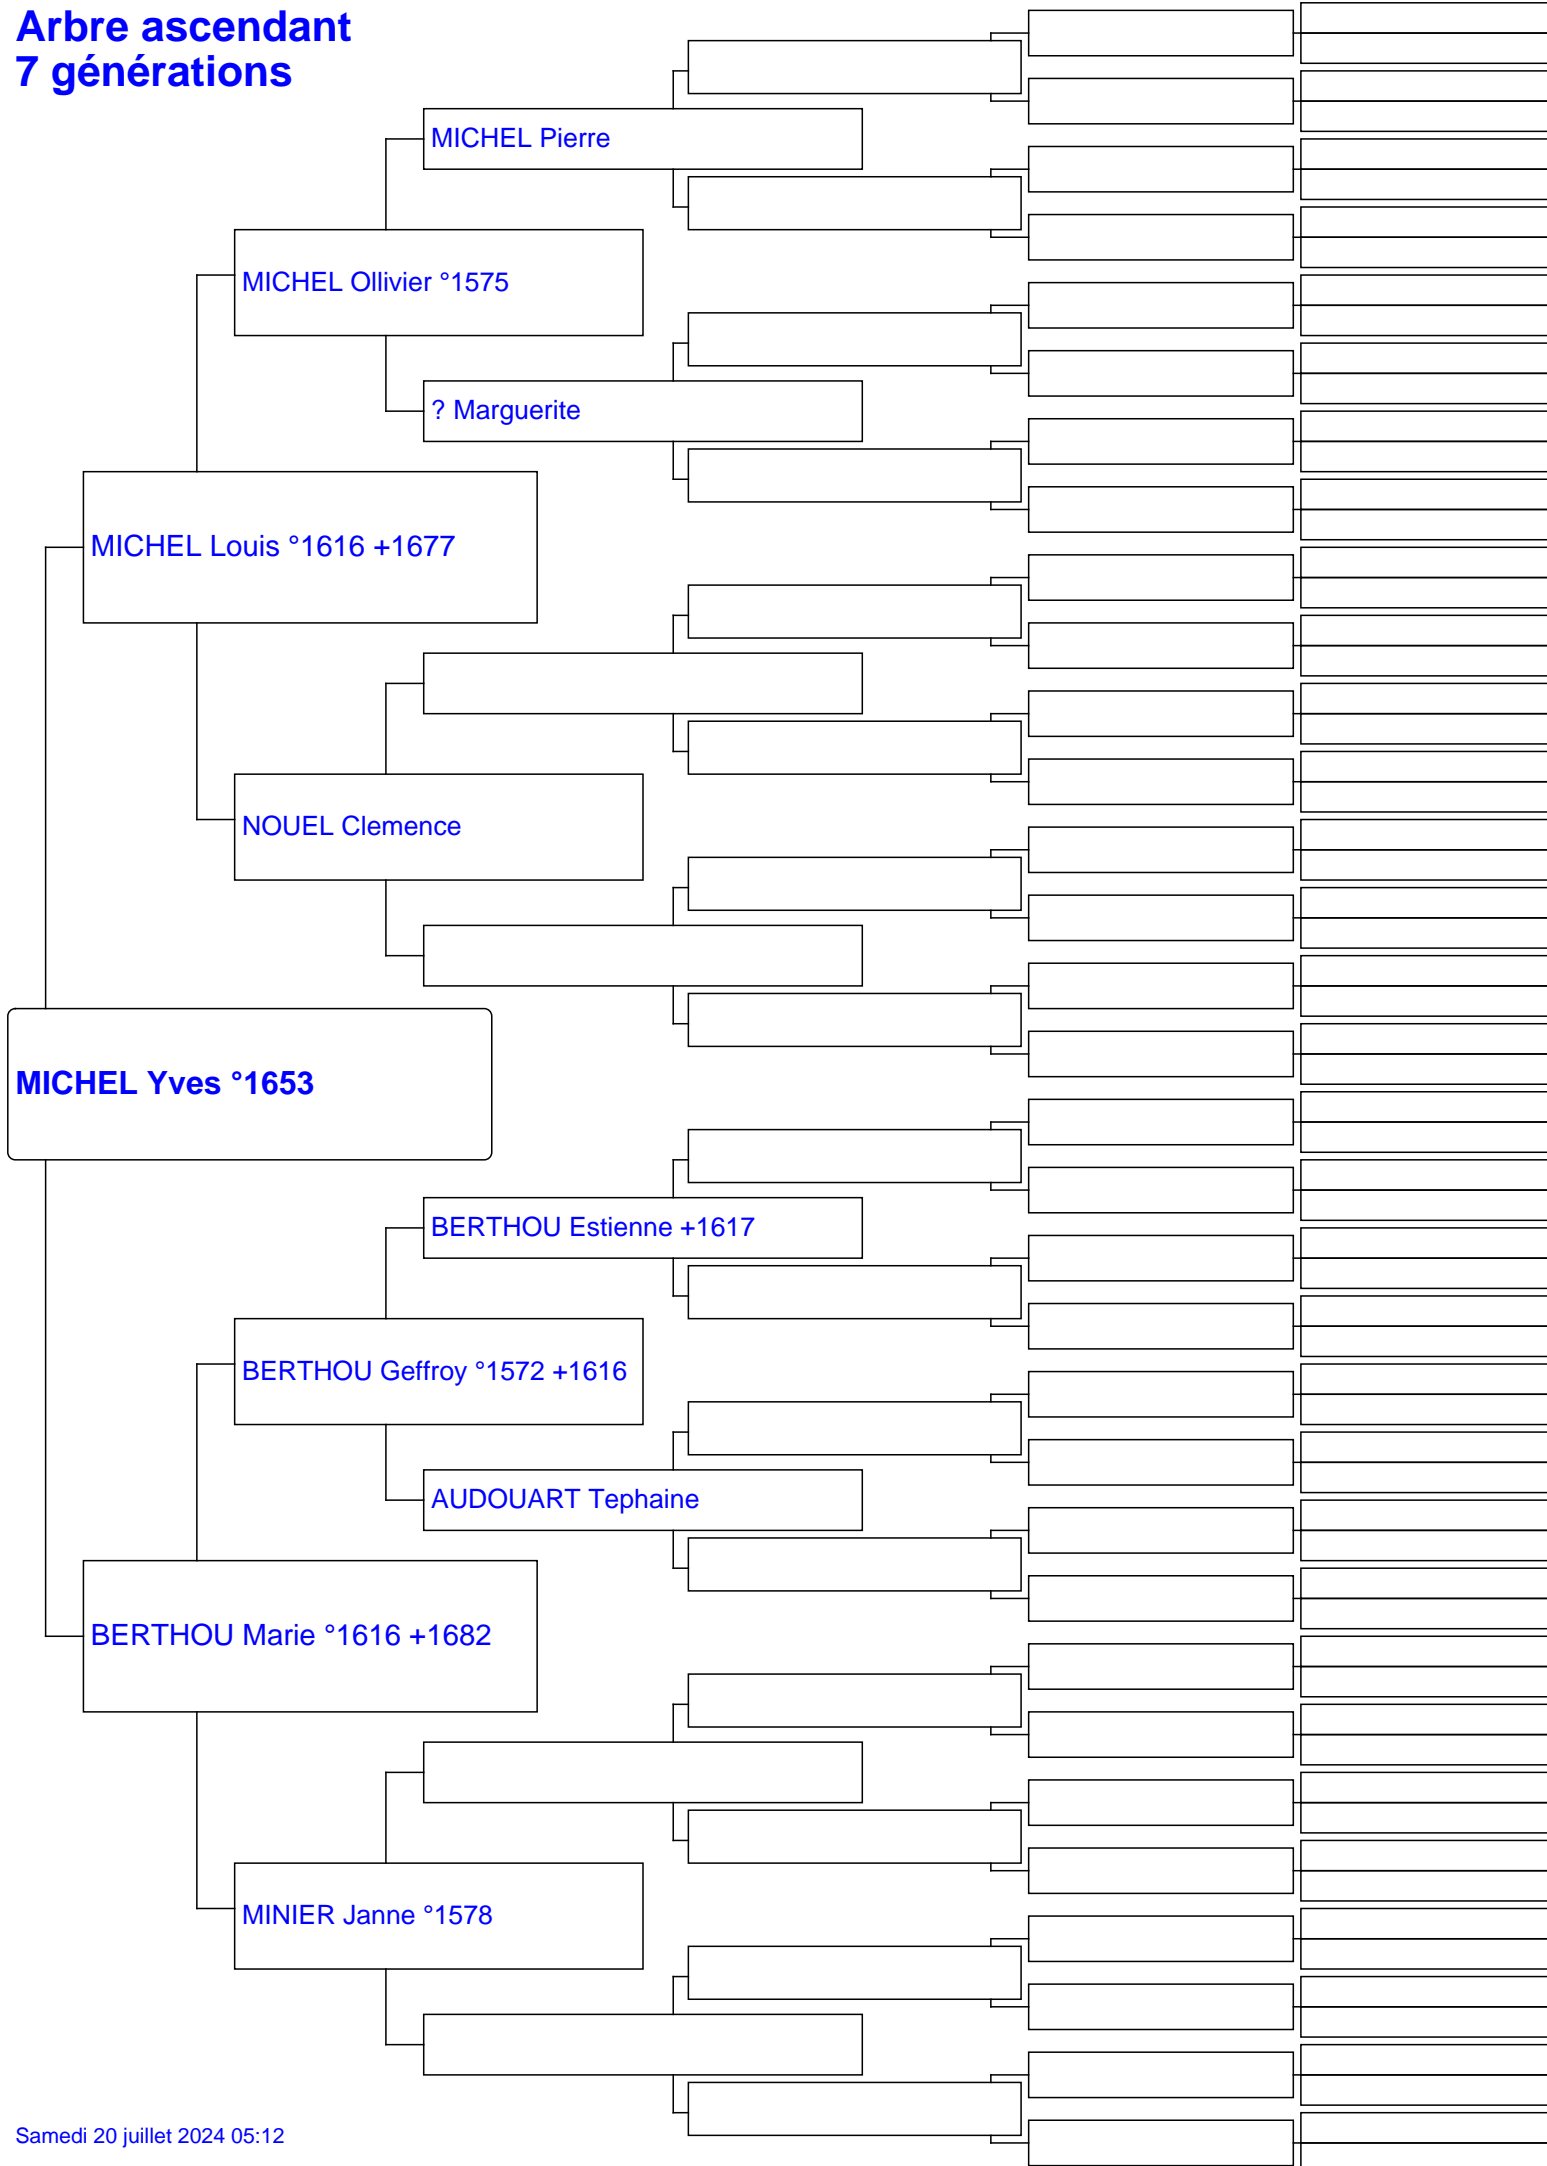 Arbre ascendant
7 générations
MICHEL Pierre
MICHEL Ollivier °1575
? Marguerite
MICHEL Louis °1616 +1677
NOUEL Clemence
MICHEL Yves °1653
BERTHOU Estienne +1617
BERTHOU Geffroy °1572 +1616
AUDOUART Tephaine
BERTHOU Marie °1616 +1682
MINIER Janne °1578
Samedi 20 juillet 2024 05:12